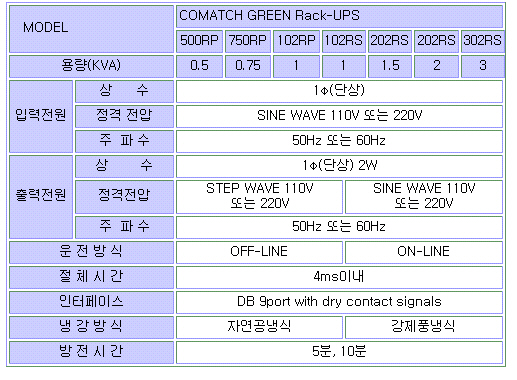 MODEL COMATCH GREEN Rack-UPS
500RP 750RP 102RP 102RS 202RS 202RS 302RS
용량(KVA) 0.5 0.75 1 1 1.5 2 3
입력전원 상 수 1φ(단상)
정격 전압 SINE WAVE 110V 또는 220V
주 파 수 50Hz 또는 60Hz
출력전원 상 수 1φ(단상) 2W
정격전압 STEP WAVE 110V 또는 220V SINE WAVE 110V 또는 220V
주 파 수 50Hz 또는 60Hz
운 전 방 식 OFF-LINE ON-LINE
절 체 시 간 4ms이내
인터페이스 DB 9port with dry contact signals
냉 강 방 식 자연공냉식 강제풍냉식
방 전 시 간 5분, 10분